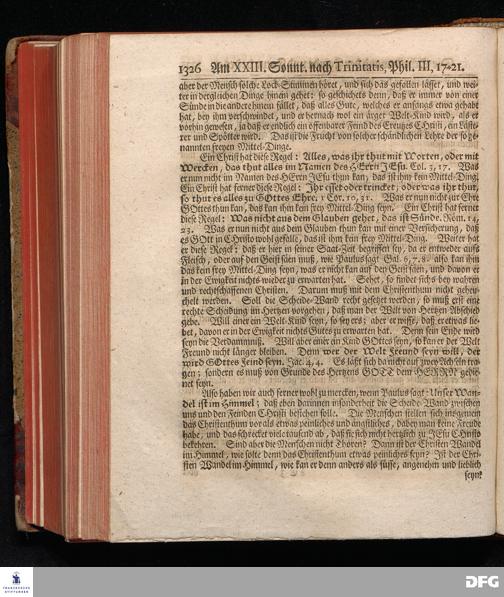 1326 Am XXIII. Sonnt. nach Trinitatis, Phil. III, 17-21.
aber der Mensch solch: Lock-Stimmen höret, und sich das gefallen lässet, und wei-
ter in dergleichen Dinge hinein gehet: so geschichets denn, daß er immer von einer
Sünde in die andere hinein fället, daß alles Gute, welches er anfangs etwa gehabt
hat, bey ihm verschwindet, und er hernach wol ein ärger Welt-Kind wird, als er
vorhin gewesen, ja daß er endlich ein offenbarer Feind des Creutzes Christi, ein Läste-
rer und Spötter wird. Das ist die Frucht von solcher schändlichen Lehre der so ge-
nannten freyen Mittel-Dinge.
Ein Christ hat diese Regel: Alles, was ihr thut mit Worten, oder mit
Wercken, das thut alles im Namen des HErrn JEsu. Col. 3, 17. Was
er nun nicht im Namen des HErrn JEsu thun kan, das ist ihm kein Mittel-Ding.
Ein Christ hat ferner diese Regel: Ihr esset oder trincket, oder was ihr thut,
so thut es alles zu GOttes Ehre. 1 Cor. 10, 31. Was er nun nicht zur Ehre
GOttes thun kan, das kan ihm kein frey Mittel-Ding seyn. Ein Christ hat ferner
diese Regel: Was nicht aus dem Glauben gehet, das ist Sünde. Röm. 14,
23. Was er nun nicht aus dem Glauben thun kan mit einer Versicherung, daß
es GOtt in Christo wohl gefalle, das ist ihm kein frey Mittel-Ding. Weiter hat
er diese Regel: daß er hier in seiner Saat-Zeit begriffen sey, da er entweder aufs
Fleisch, oder auf den Geist säen muß, wie Paulus sagt Gal. 6, 7. 8. also kan ihm
das kein frey Mittel-Ding seyn, was er nicht kan auf den Geist säen, und davon er
in der Ewigkeit nichts wieder zu erwarten hat. Sehet, so findet sichs bey wahren
und rechtschaffenen Christen. Darum muß mit dem Christenthum nicht geheu-
chelt werden. Soll die Scheide-Wand recht gesetzet werden, so muß erst eine
rechte Scheidung im Hertzen vorgehen, daß man der Welt von Hertzen Abschied
gebe. Will einer ein Welt-Kind seyn, so sey ers; aber er wisse, daß er etwas lie-
bet, davon er in der Ewigkeit nichts Gutes zu erwarten hat. Denn sein Ende wird
seyn die Verdammniß. Will aber einer ein Kind GOttes seyn, so kan er der Welt
Freund nicht länger bleiben. Denn wer der Welt Freund seyn will, der
wird GOttes Feind seyn. Jac. 4, 4. Es läßt sich da nicht auf zwey Achseln tra-
gen; sondern es muß von Grunde des Hertzens GOTT dem HERRN gedie-
net seyn.
Also haben wir auch ferner wohl zu mercken, wenn Paulus sagt: Unser Wan-
del ist im Himmel; daß eben darinnen insonderheit die Scheide-Wand zwischen
uns und den Feinden Christi bestehen solle. Die Menschen stellen sich insgemein
das Christenthum vor als etwas peinliches und ängstliches, dabey man keine Freude
habe, und das schrecket viele tausend ab, daß sie sich nicht hertzlich zu JEsu Christo
bekehren. Sind aber die Menschen nicht Thoren? Dann ist der Christen Wandel
im Himmel, wie solte denn das Christenthum etwas peinliches seyn? Ist der Chri-
sten Wandel im Himmel, wie kan er denn anders als süsse, angenehm und lieblich
seyn?
FRANCKESCHE
STIFTUNGEN
DFG